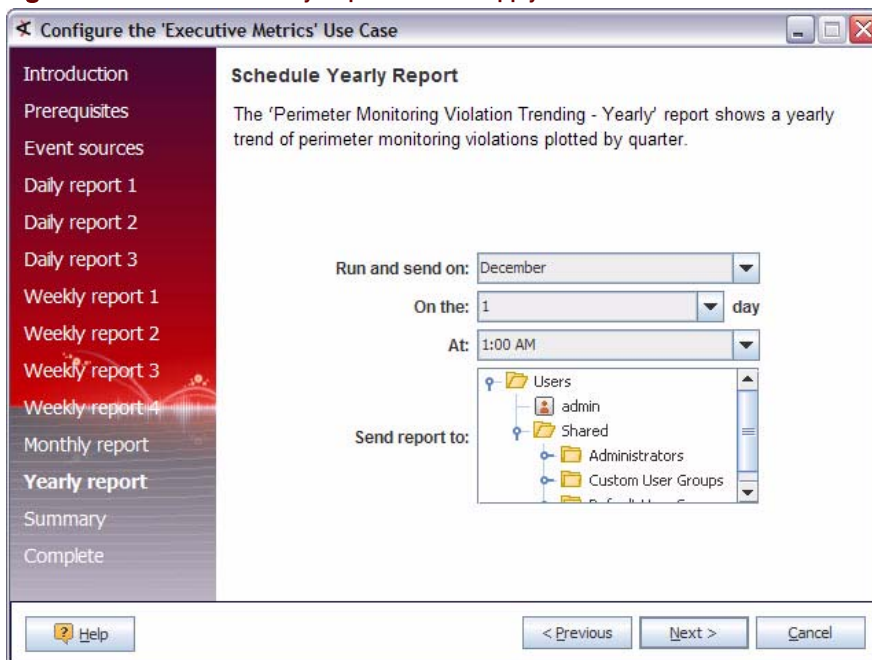 Configure the 'Executive Metrics' Use Case
Introduction
Prerequisites
Event sources
Daily report 1
Daily report 2
Daily report 3
Weekly report 1
Weekly report 2
Weekly report 3
Weekly report 4
Monthly report
Yearly report
Summary
Complete
Schedule Yearly Report
The 'Perimeter Monitoring Violation Trending - Yearly' report shows a yearly
trend of perimeter monitoring violations plotted by quarter.
Run and send on: December
On the: 1 day
At: 1:00 AM
Send report to:
Users
admin
Shared
Administrators
Custom User Groups
Help
< Previous
Next >
Cancel